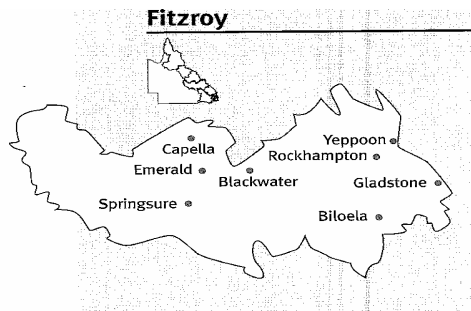 Fitzroy
Capella
Yeppoon
Rockhampton
Emerald
Blackwater
Gladstone
Springsure
Biloela